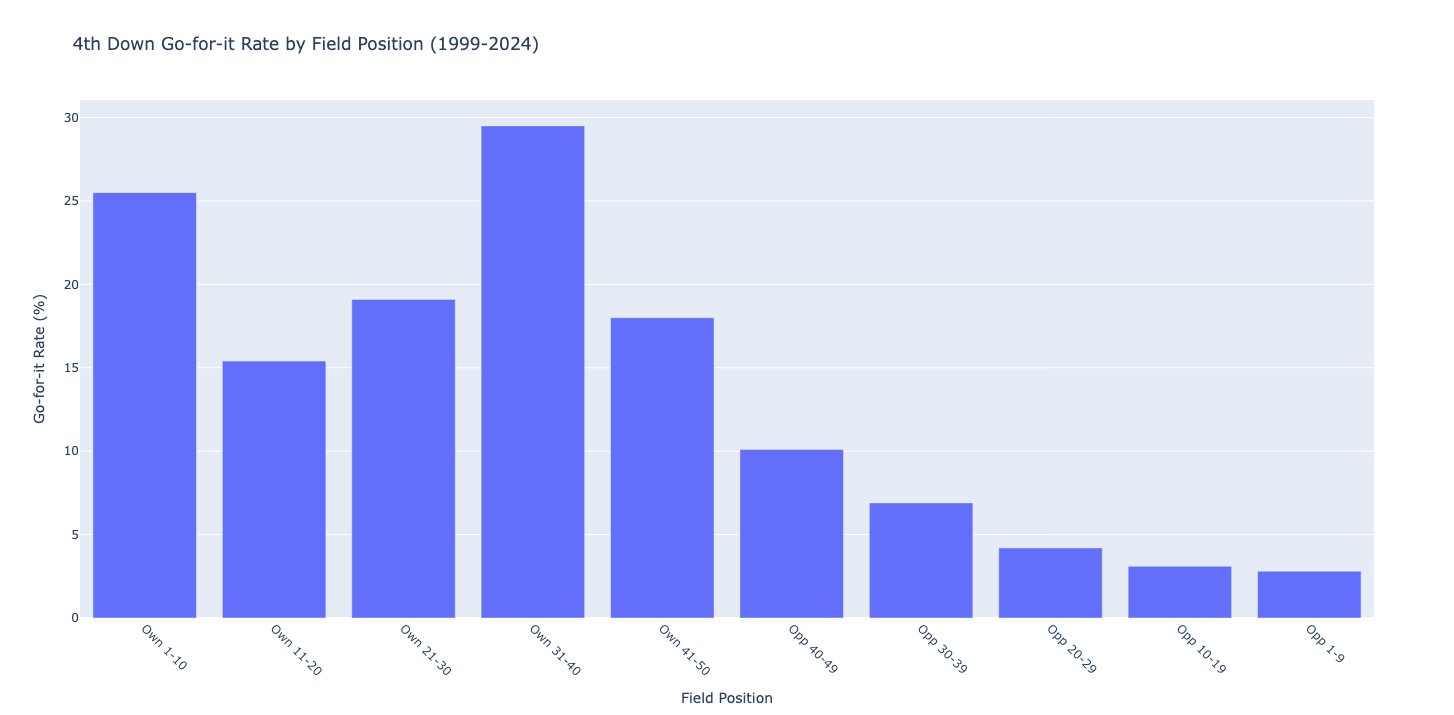 4th Down Go-for-it Rate by Field Position (1999-2024)
30
25
20
15
10
5
0
Go-for-it Rate (%)
Own 1-10
Own 11-20
Own 21-30
Own 31-40
Own 41-50
Opp 40-49
Opp 30-39
Opp 20-29
Opp 10-19
Opp 1-9
Field Position